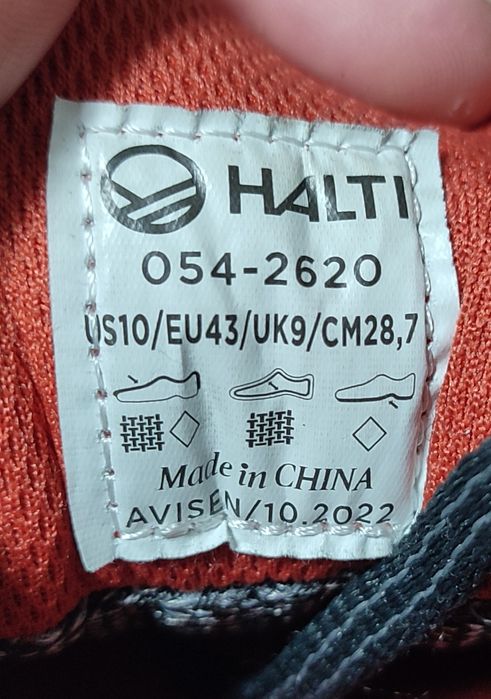 HALTI
054-2620
US10/EU43/UK9/CM28,7
Made in CHINA
AVISEN/10.2022